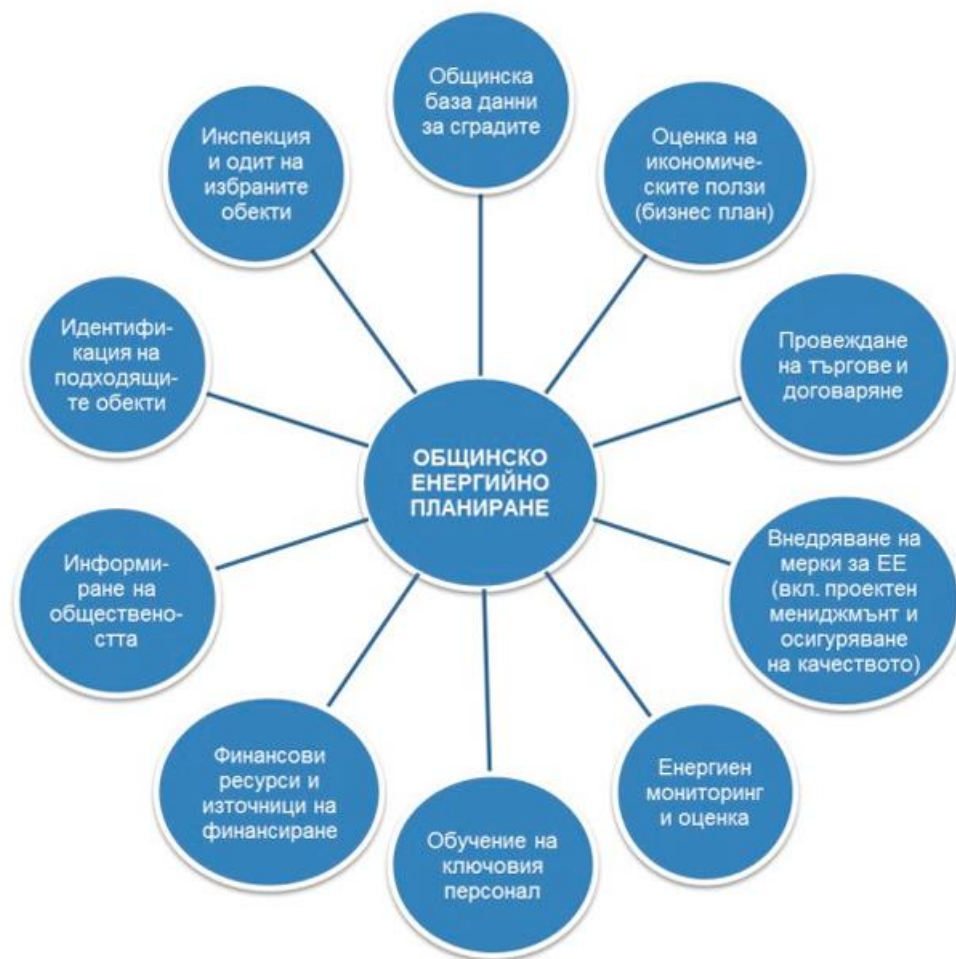 Общинска
база данни
за сградите
Оценка на
икономиче-
ските ползи
(бизнес план)
Провеждане
на търгове и
договаряне
Внедряване на
мерки за ЕЕ
(вкл. проектен
мениджмънт и
осигуряване
на качеството)
Енергиен
мониторинг
и оценка
Обучение на
ключовия
персонал
Финансови
ресурси и
източници на
финансиране
Информи-
ране на
обществено-
стта
Идентифи-
кация на
подходящи-
те обекти
Инспекция
и одит на
избраните
обекти
ОБЩИНСКО
ЕНЕРГИЙНО
ПЛАНИРАНЕ